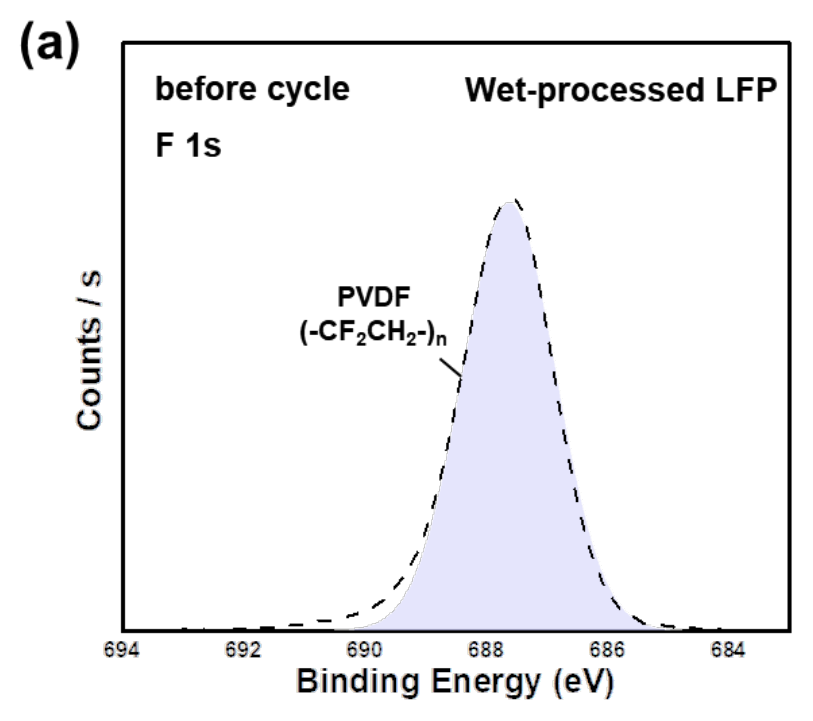 (a)
before cycle
Wet-processed LFP
F 1s
PVDF
(-CF₂CH₂-)ₙ
Counts / s
694 692 690 688 686 684
Binding Energy (eV)